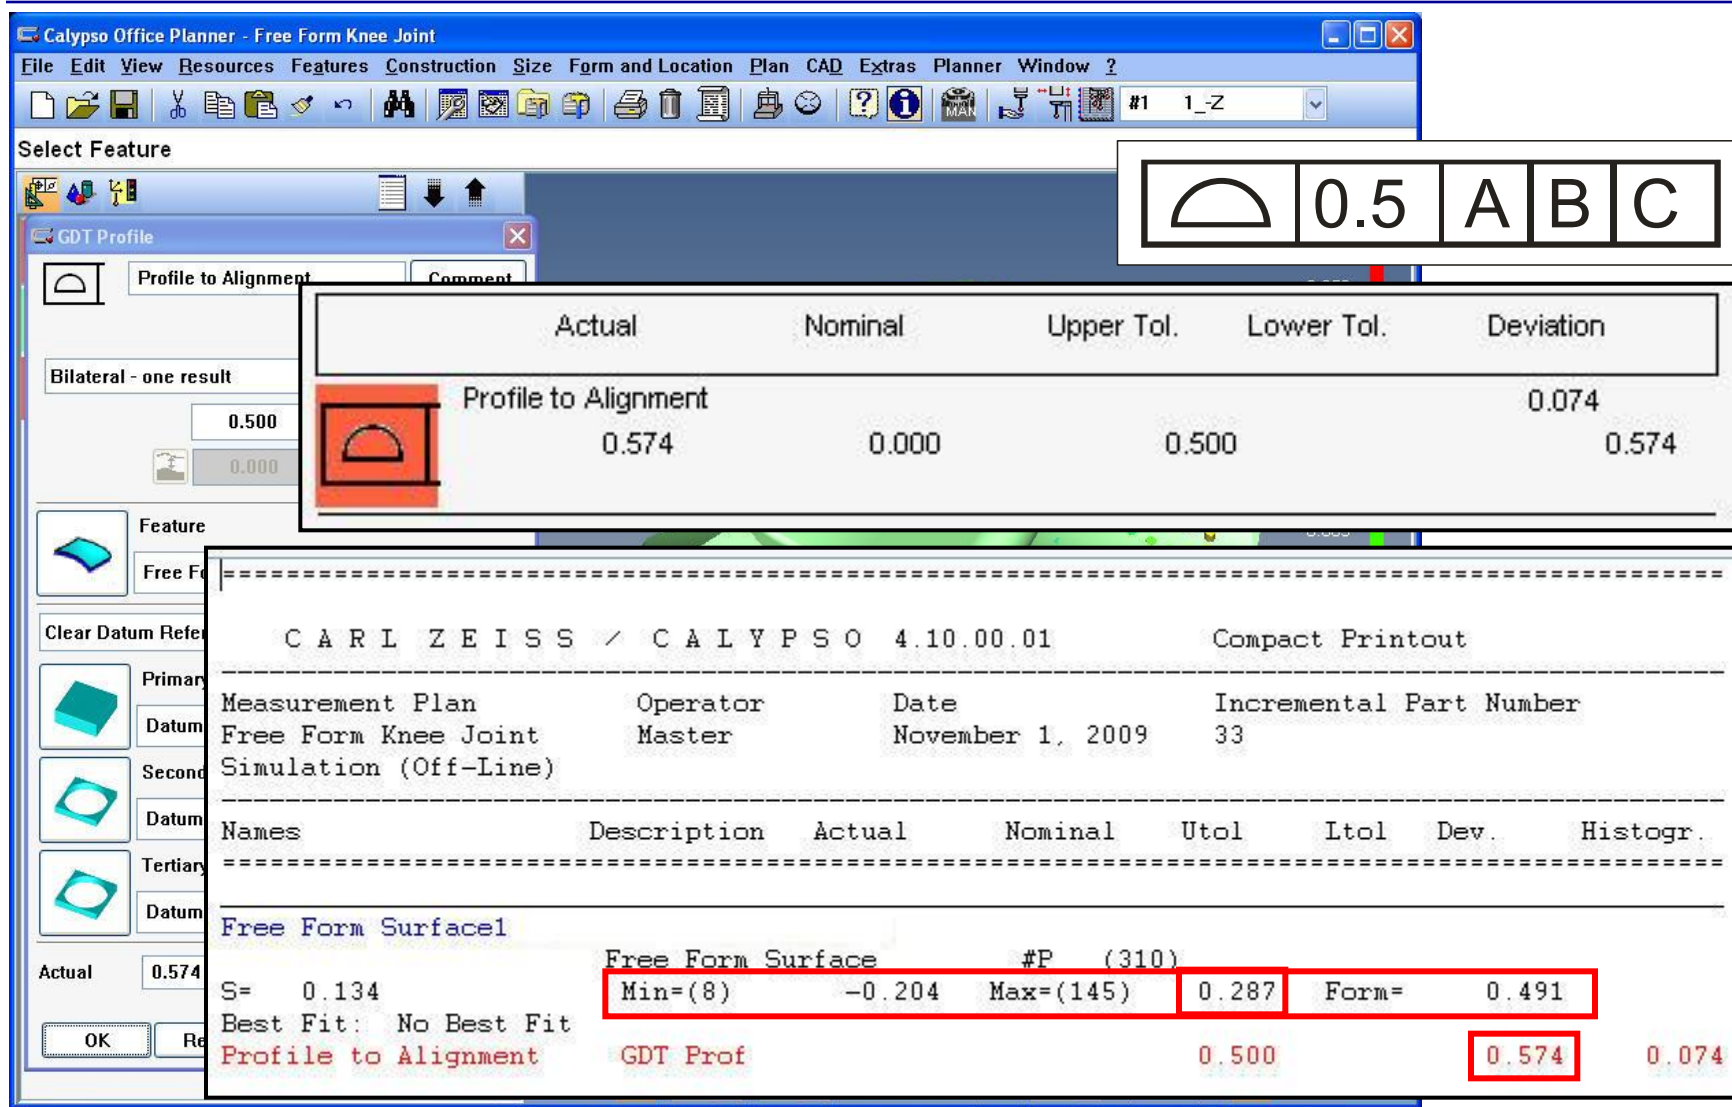 Calypso Office Planner - Free Form Knee Joint
File Edit View Resources Features Construction Size Form and Location Plan CAD Extras Planner Window ?
#1 1_-Z
Select Feature
0.5 A B C
GDT Profile
Profile to Alignment Comment
Actual Nominal Upper Tol. Lower Tol. Deviation
Bilateral - one result
Profile to Alignment 0.074
0.500
0.574 0.000 0.500 0.574
0.000
Feature
Free Fo
Clear Datum Refer
Primary
Datum
Second
Datum
Tertiary
Datum
Actual 0.574
OK Re
CARL ZEISS / CALYPSO 4.10.00.01 Compact Printout
Measurement Plan Operator Date Incremental Part Number
Free Form Knee Joint Master November 1, 2009 33
Simulation (Off-Line)
Names Description Actual Nominal Utol Ltol Dev. Histogr.
Free Form Surface1
Free Form Surface #P (310)
S= 0.134 Min=(8) -0.204 Max=(145) 0.287 Form= 0.491
Best Fit: No Best Fit
Profile to Alignment GDT Prof 0.500 0.574 0.074